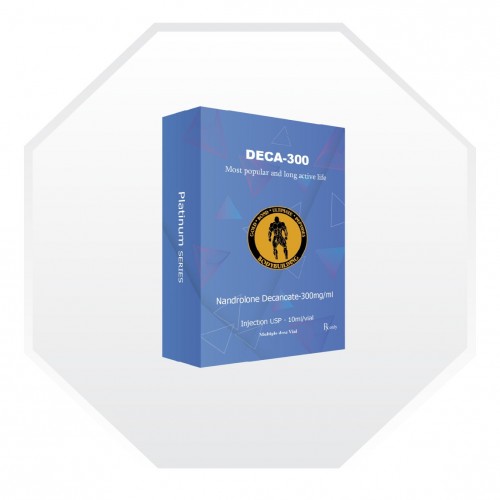 DECA-300
Most popular and long active life
BODYBUILDING
Nandrolone Decanoate-300mg/ml
Injection USP - 10ml/vial
Multiple dose Vial
Platinum SERIES